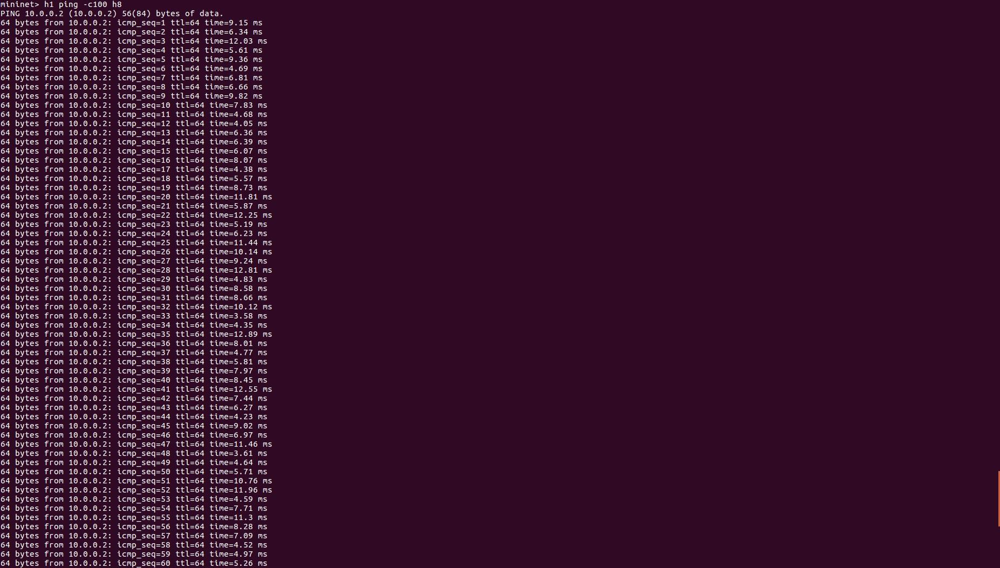 mininet> h1 ping -c100 h8
PING 10.0.0.2 (10.0.0.2) 56(84) bytes of data.
64 bytes from 10.0.0.2: icmp_seq=1 ttl=64 time=9.15 ms
64 bytes from 10.0.0.2: icmp_seq=2 ttl=64 time=6.34 ms
64 bytes from 10.0.0.2: icmp_seq=3 ttl=64 time=12.03 ms
64 bytes from 10.0.0.2: icmp_seq=4 ttl=64 time=5.61 ms
64 bytes from 10.0.0.2: icmp_seq=5 ttl=64 time=9.36 ms
64 bytes from 10.0.0.2: icmp_seq=6 ttl=64 time=4.69 ms
64 bytes from 10.0.0.2: icmp_seq=7 ttl=64 time=6.81 ms
64 bytes from 10.0.0.2: icmp_seq=8 ttl=64 time=6.66 ms
64 bytes from 10.0.0.2: icmp_seq=9 ttl=64 time=9.82 ms
64 bytes from 10.0.0.2: icmp_seq=10 ttl=64 time=7.83 ms
64 bytes from 10.0.0.2: icmp_seq=11 ttl=64 time=4.68 ms
64 bytes from 10.0.0.2: icmp_seq=12 ttl=64 time=4.05 ms
64 bytes from 10.0.0.2: icmp_seq=13 ttl=64 time=6.36 ms
64 bytes from 10.0.0.2: icmp_seq=14 ttl=64 time=6.39 ms
64 bytes from 10.0.0.2: icmp_seq=15 ttl=64 time=6.07 ms
64 bytes from 10.0.0.2: icmp_seq=16 ttl=64 time=8.07 ms
64 bytes from 10.0.0.2: icmp_seq=17 ttl=64 time=4.38 ms
64 bytes from 10.0.0.2: icmp_seq=18 ttl=64 time=5.57 ms
64 bytes from 10.0.0.2: icmp_seq=19 ttl=64 time=8.73 ms
64 bytes from 10.0.0.2: icmp_seq=20 ttl=64 time=11.81 ms
64 bytes from 10.0.0.2: icmp_seq=21 ttl=64 time=5.87 ms
64 bytes from 10.0.0.2: icmp_seq=22 ttl=64 time=12.25 ms
64 bytes from 10.0.0.2: icmp_seq=23 ttl=64 time=5.19 ms
64 bytes from 10.0.0.2: icmp_seq=24 ttl=64 time=6.23 ms
64 bytes from 10.0.0.2: icmp_seq=25 ttl=64 time=11.44 ms
64 bytes from 10.0.0.2: icmp_seq=26 ttl=64 time=10.14 ms
64 bytes from 10.0.0.2: icmp_seq=27 ttl=64 time=9.24 ms
64 bytes from 10.0.0.2: icmp_seq=28 ttl=64 time=12.81 ms
64 bytes from 10.0.0.2: icmp_seq=29 ttl=64 time=4.83 ms
64 bytes from 10.0.0.2: icmp_seq=30 ttl=64 time=8.58 ms
64 bytes from 10.0.0.2: icmp_seq=31 ttl=64 time=8.66 ms
64 bytes from 10.0.0.2: icmp_seq=32 ttl=64 time=10.12 ms
64 bytes from 10.0.0.2: icmp_seq=33 ttl=64 time=3.58 ms
64 bytes from 10.0.0.2: icmp_seq=34 ttl=64 time=4.35 ms
64 bytes from 10.0.0.2: icmp_seq=35 ttl=64 time=12.89 ms
64 bytes from 10.0.0.2: icmp_seq=36 ttl=64 time=8.01 ms
64 bytes from 10.0.0.2: icmp_seq=37 ttl=64 time=4.77 ms
64 bytes from 10.0.0.2: icmp_seq=38 ttl=64 time=5.81 ms
64 bytes from 10.0.0.2: icmp_seq=39 ttl=64 time=7.97 ms
64 bytes from 10.0.0.2: icmp_seq=40 ttl=64 time=8.45 ms
64 bytes from 10.0.0.2: icmp_seq=41 ttl=64 time=12.55 ms
64 bytes from 10.0.0.2: icmp_seq=42 ttl=64 time=7.44 ms
64 bytes from 10.0.0.2: icmp_seq=43 ttl=64 time=6.27 ms
64 bytes from 10.0.0.2: icmp_seq=44 ttl=64 time=4.23 ms
64 bytes from 10.0.0.2: icmp_seq=45 ttl=64 time=9.02 ms
64 bytes from 10.0.0.2: icmp_seq=46 ttl=64 time=6.97 ms
64 bytes from 10.0.0.2: icmp_seq=47 ttl=64 time=11.46 ms
64 bytes from 10.0.0.2: icmp_seq=48 ttl=64 time=3.61 ms
64 bytes from 10.0.0.2: icmp_seq=49 ttl=64 time=4.64 ms
64 bytes from 10.0.0.2: icmp_seq=50 ttl=64 time=5.71 ms
64 bytes from 10.0.0.2: icmp_seq=51 ttl=64 time=10.76 ms
64 bytes from 10.0.0.2: icmp_seq=52 ttl=64 time=11.96 ms
64 bytes from 10.0.0.2: icmp_seq=53 ttl=64 time=4.59 ms
64 bytes from 10.0.0.2: icmp_seq=54 ttl=64 time=7.71 ms
64 bytes from 10.0.0.2: icmp_seq=55 ttl=64 time=11.3 ms
64 bytes from 10.0.0.2: icmp_seq=56 ttl=64 time=8.28 ms
64 bytes from 10.0.0.2: icmp_seq=57 ttl=64 time=7.09 ms
64 bytes from 10.0.0.2: icmp_seq=58 ttl=64 time=4.52 ms
64 bytes from 10.0.0.2: icmp_seq=59 ttl=64 time=4.97 ms
64 bytes from 10.0.0.2: icmp_seq=60 ttl=64 time=5.26 ms